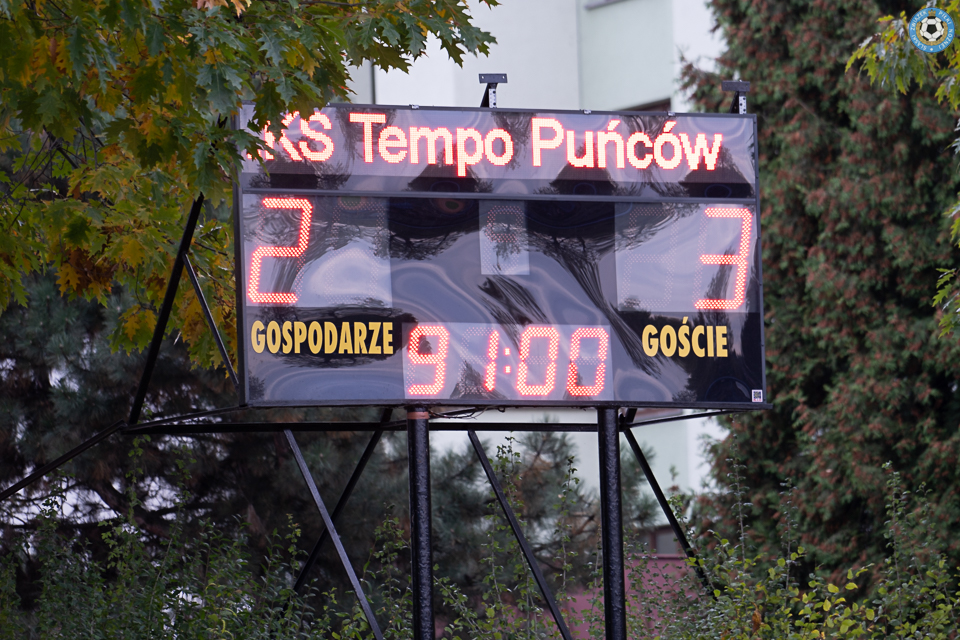 KS Tempo Puńców
2 3
GOSPODARZE 91:00 GOŚCIE